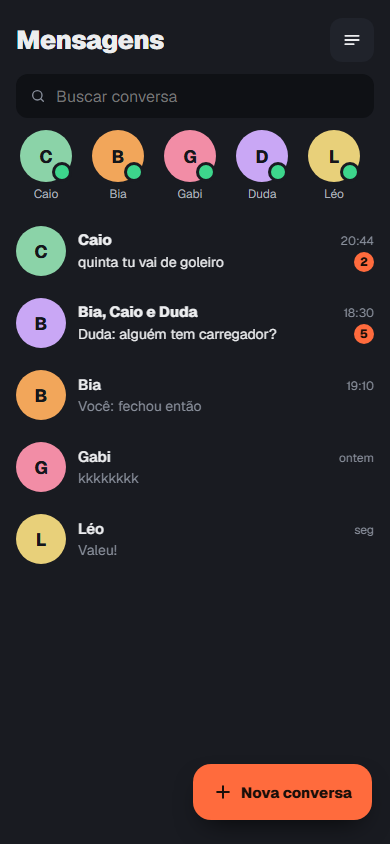 Mensagens
Buscar conversa
C B G D L
Caio Bia Gabi Duda Léo
C
Caio 20:44
quinta tu vai de goleiro 2
B
Bia, Caio e Duda 18:30
Duda: alguém tem carregador? 5
B
Bia 19:10
Você: fechou então
G
Gabi ontem
kkkkkkkk
L
Léo seg
Valeu!
Nova conversa